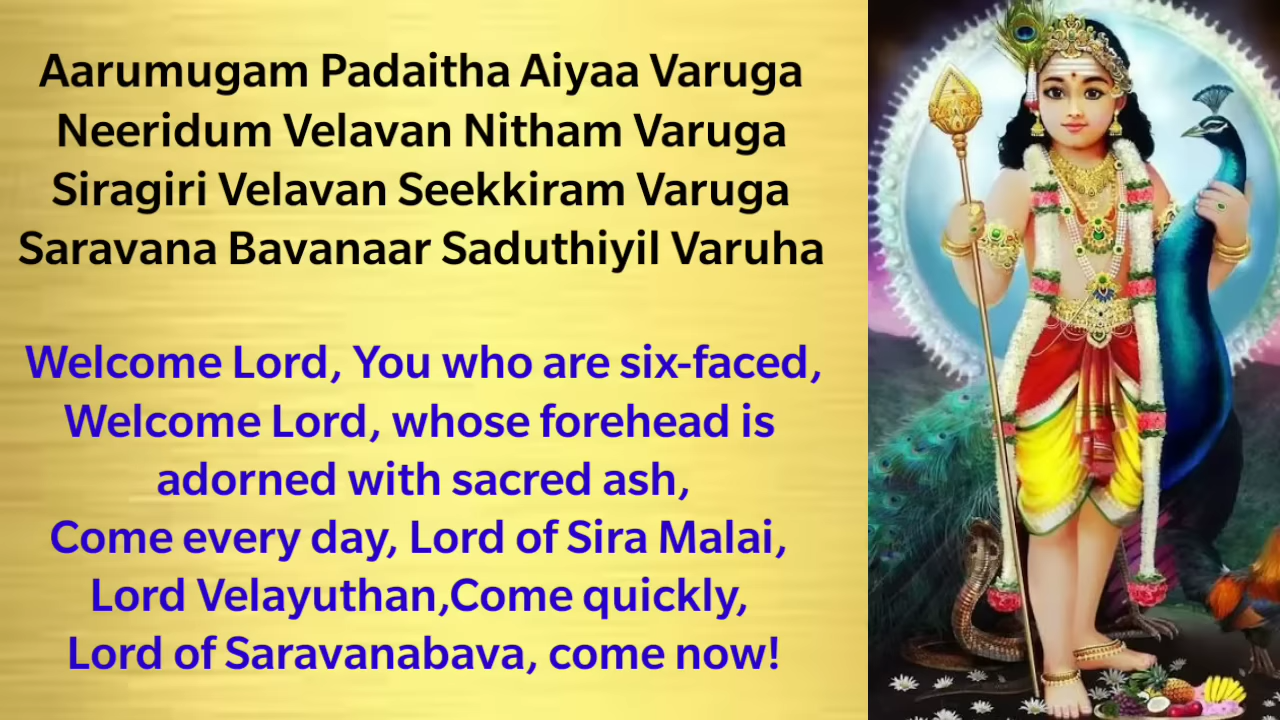 Aarumugam Padaitha Aiyaa Varuga
Neeridum Velavan Nitham Varuga
Siragiri Velavan Seekkiram Varuga
Saravana Bavanaar Saduthiyil Varuha
Welcome Lord, You who are six-faced,
Welcome Lord, whose forehead is
adorned with sacred ash,
Come every day, Lord of Sira Malai,
Lord Velayuthan,Come quickly,
Lord of Saravanabava, come now!